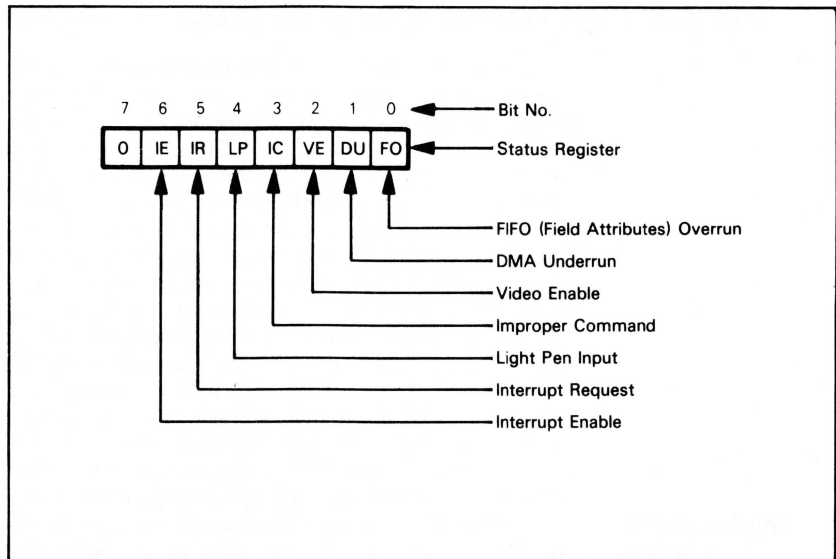 7 6 5 4 3 2 1 0 Bit No.
0 IE IR LP IC VE DU FO Status Register
FIFO (Field Attributes) Overrun
DMA Underrun
Video Enable
Improper Command
Light Pen Input
Interrupt Request
Interrupt Enable